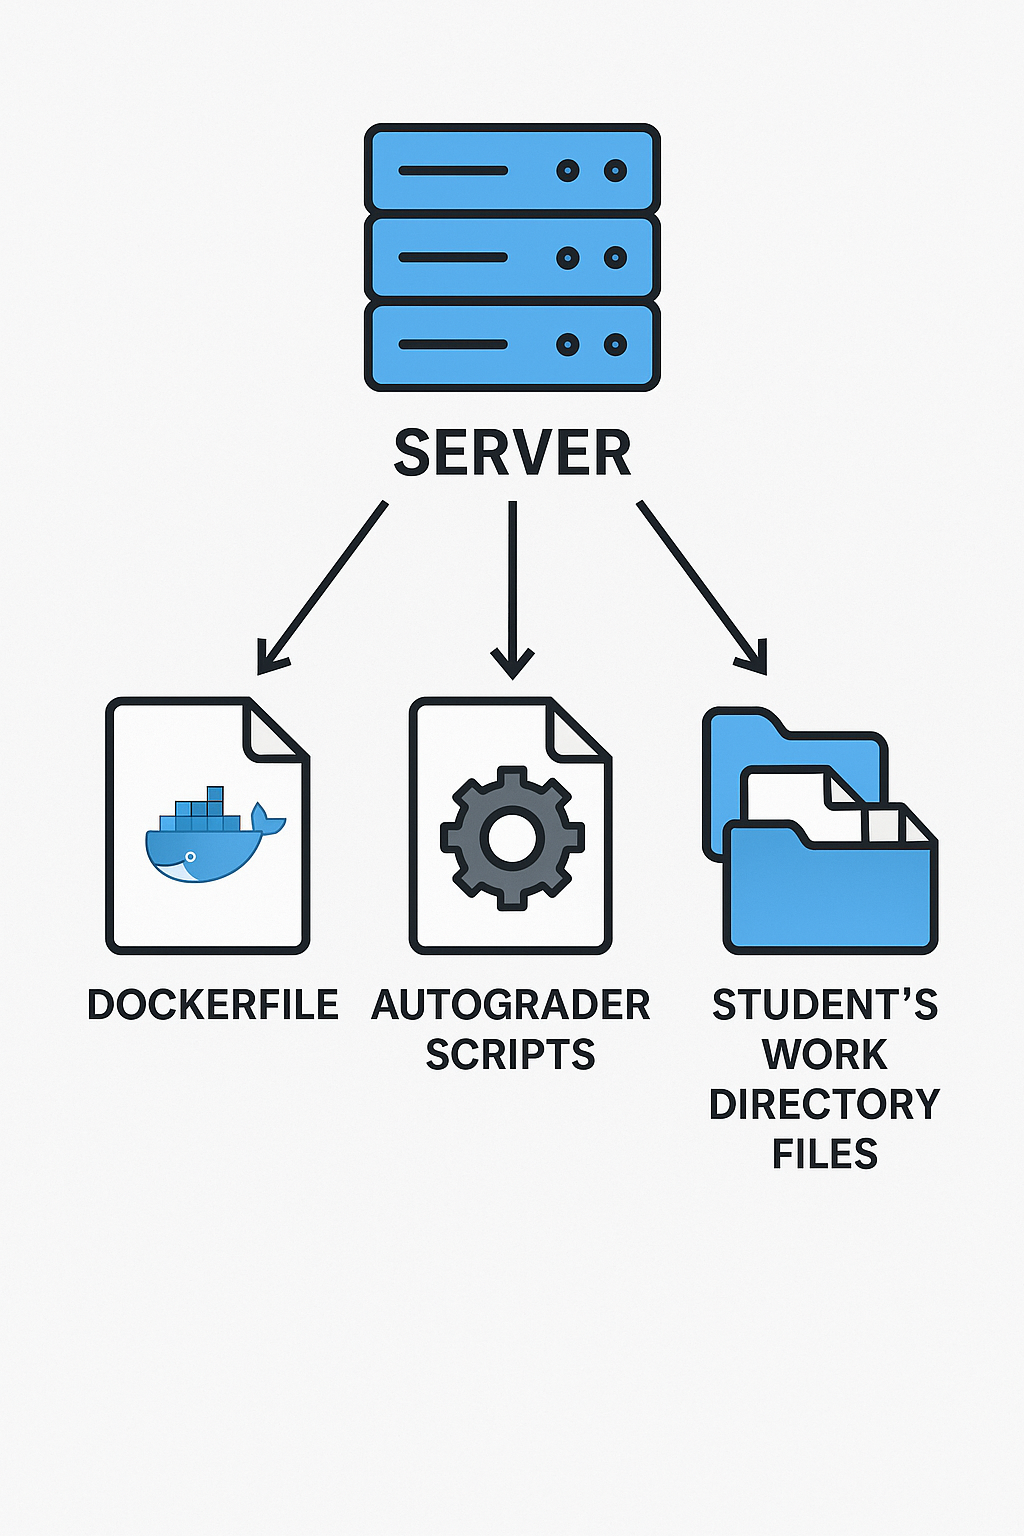 SERVER
DOCKERFILE
AUTOGRADER
SCRIPTS
STUDENT’S
WORK
DIRECTORY
FILES